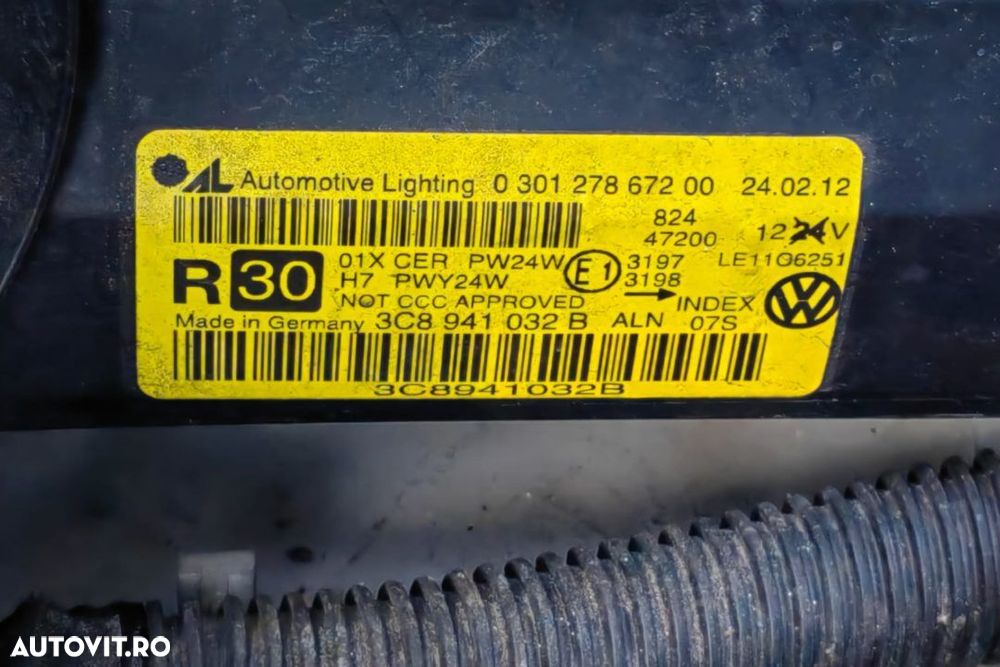 AL Automotive Lighting 0 301 278 672 00 24.02.12
824
47200 12 24 V
R 30 01X CER PW24W E1 3197 LE11Q6251
H7 PWY24W 3198
NOT CCC APPROVED INDEX
Made in Germany 3C8 941 032 B ALN 07S
3C8941032B
AUTOVIT.RO